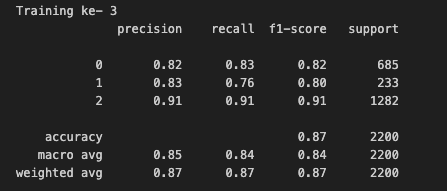 Training ke- 3
precision recall f1-score support
0 0.82 0.83 0.82 685
1 0.83 0.76 0.80 233
2 0.91 0.91 0.91 1282
accuracy 0.87 2200
macro avg 0.85 0.84 0.84 2200
weighted avg 0.87 0.87 0.87 2200